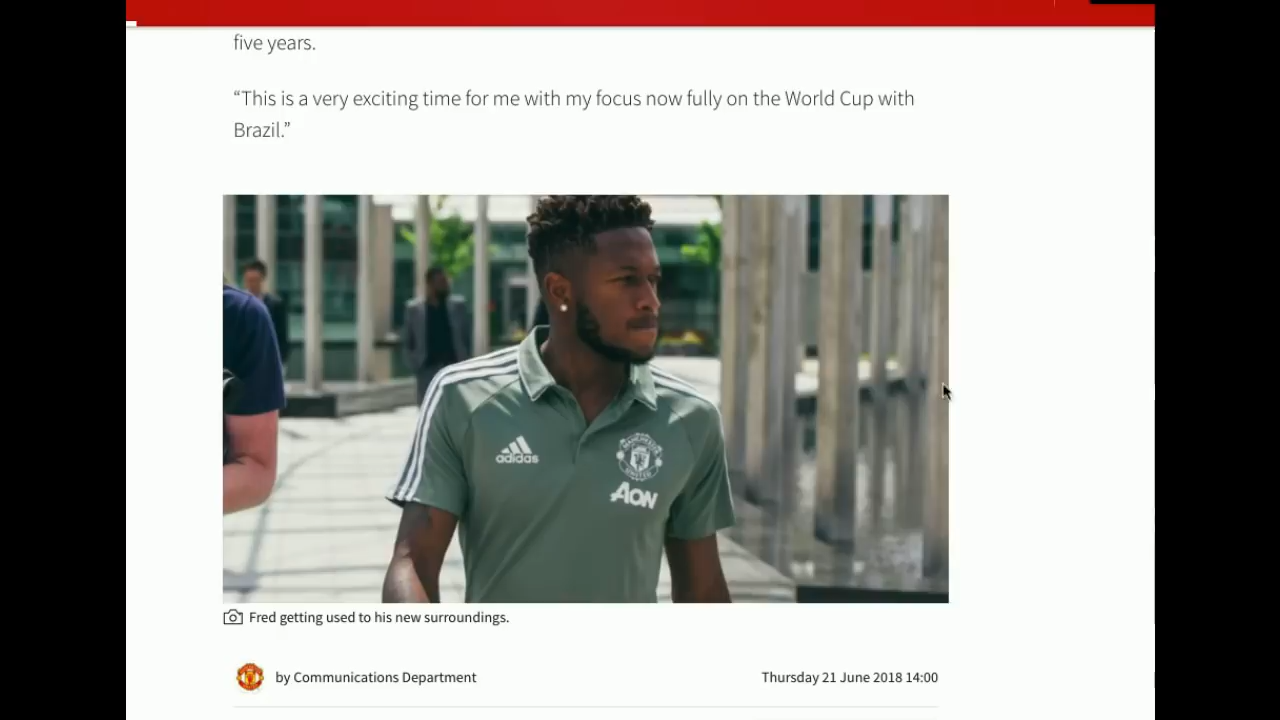 five years.
“This is a very exciting time for me with my focus now fully on the World Cup with
Brazil.”
adidas
MANCHESTER
UNITED
AON
Fred getting used to his new surroundings.
by Communications Department
Thursday 21 June 2018 14:00